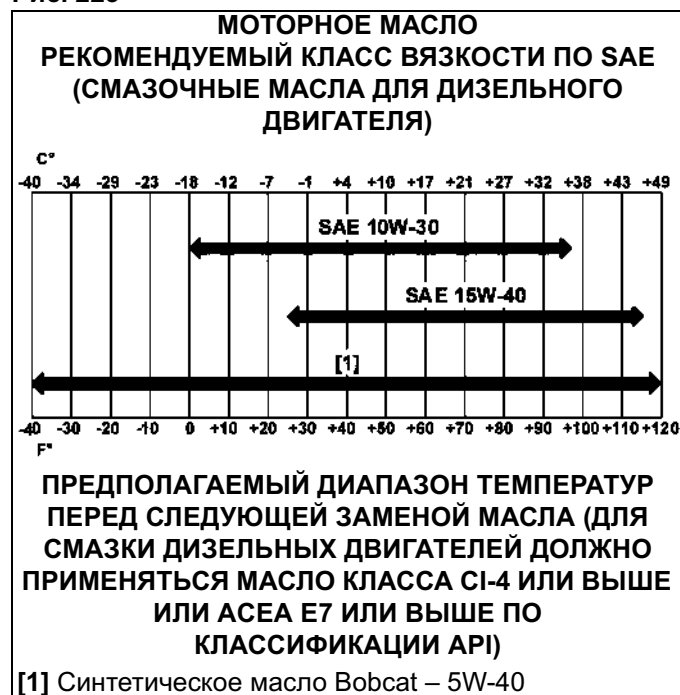 МОТОРНОЕ МАСЛО
РЕКОМЕНДУЕМЫЙ КЛАСС ВЯЗКОСТИ ПО SAE
(СМАЗОЧНЫЕ МАСЛА ДЛЯ ДИЗЕЛЬНОГО
ДВИГАТЕЛЯ)
C°
-40 -34 -29 -23 -18 -12 -7 -1 +4 +10 +17 +21 +27 +32 +38 +43 +49
SAE 10W-30
SAE 15W-40
[1]
-40 -30 -20 -10 0 +10 +20 +30 +40 +50 +60 +70 +80 +90 +100 +110 +120
F°
ПРЕДПОЛАГАЕМЫЙ ДИАПАЗОН ТЕМПЕРАТУР
ПЕРЕД СЛЕДУЮЩЕЙ ЗАМЕНОЙ МАСЛА (ДЛЯ
СМАЗКИ ДИЗЕЛЬНЫХ ДВИГАТЕЛЕЙ ДОЛЖНО
ПРИМЕНЯТЬСЯ МАСЛО КЛАССА CI-4 ИЛИ ВЫШЕ
ИЛИ ACEA E7 ИЛИ ВЫШЕ ПО
КЛАССИФИКАЦИИ API)
[1] Синтетическое масло Bobcat – 5W-40